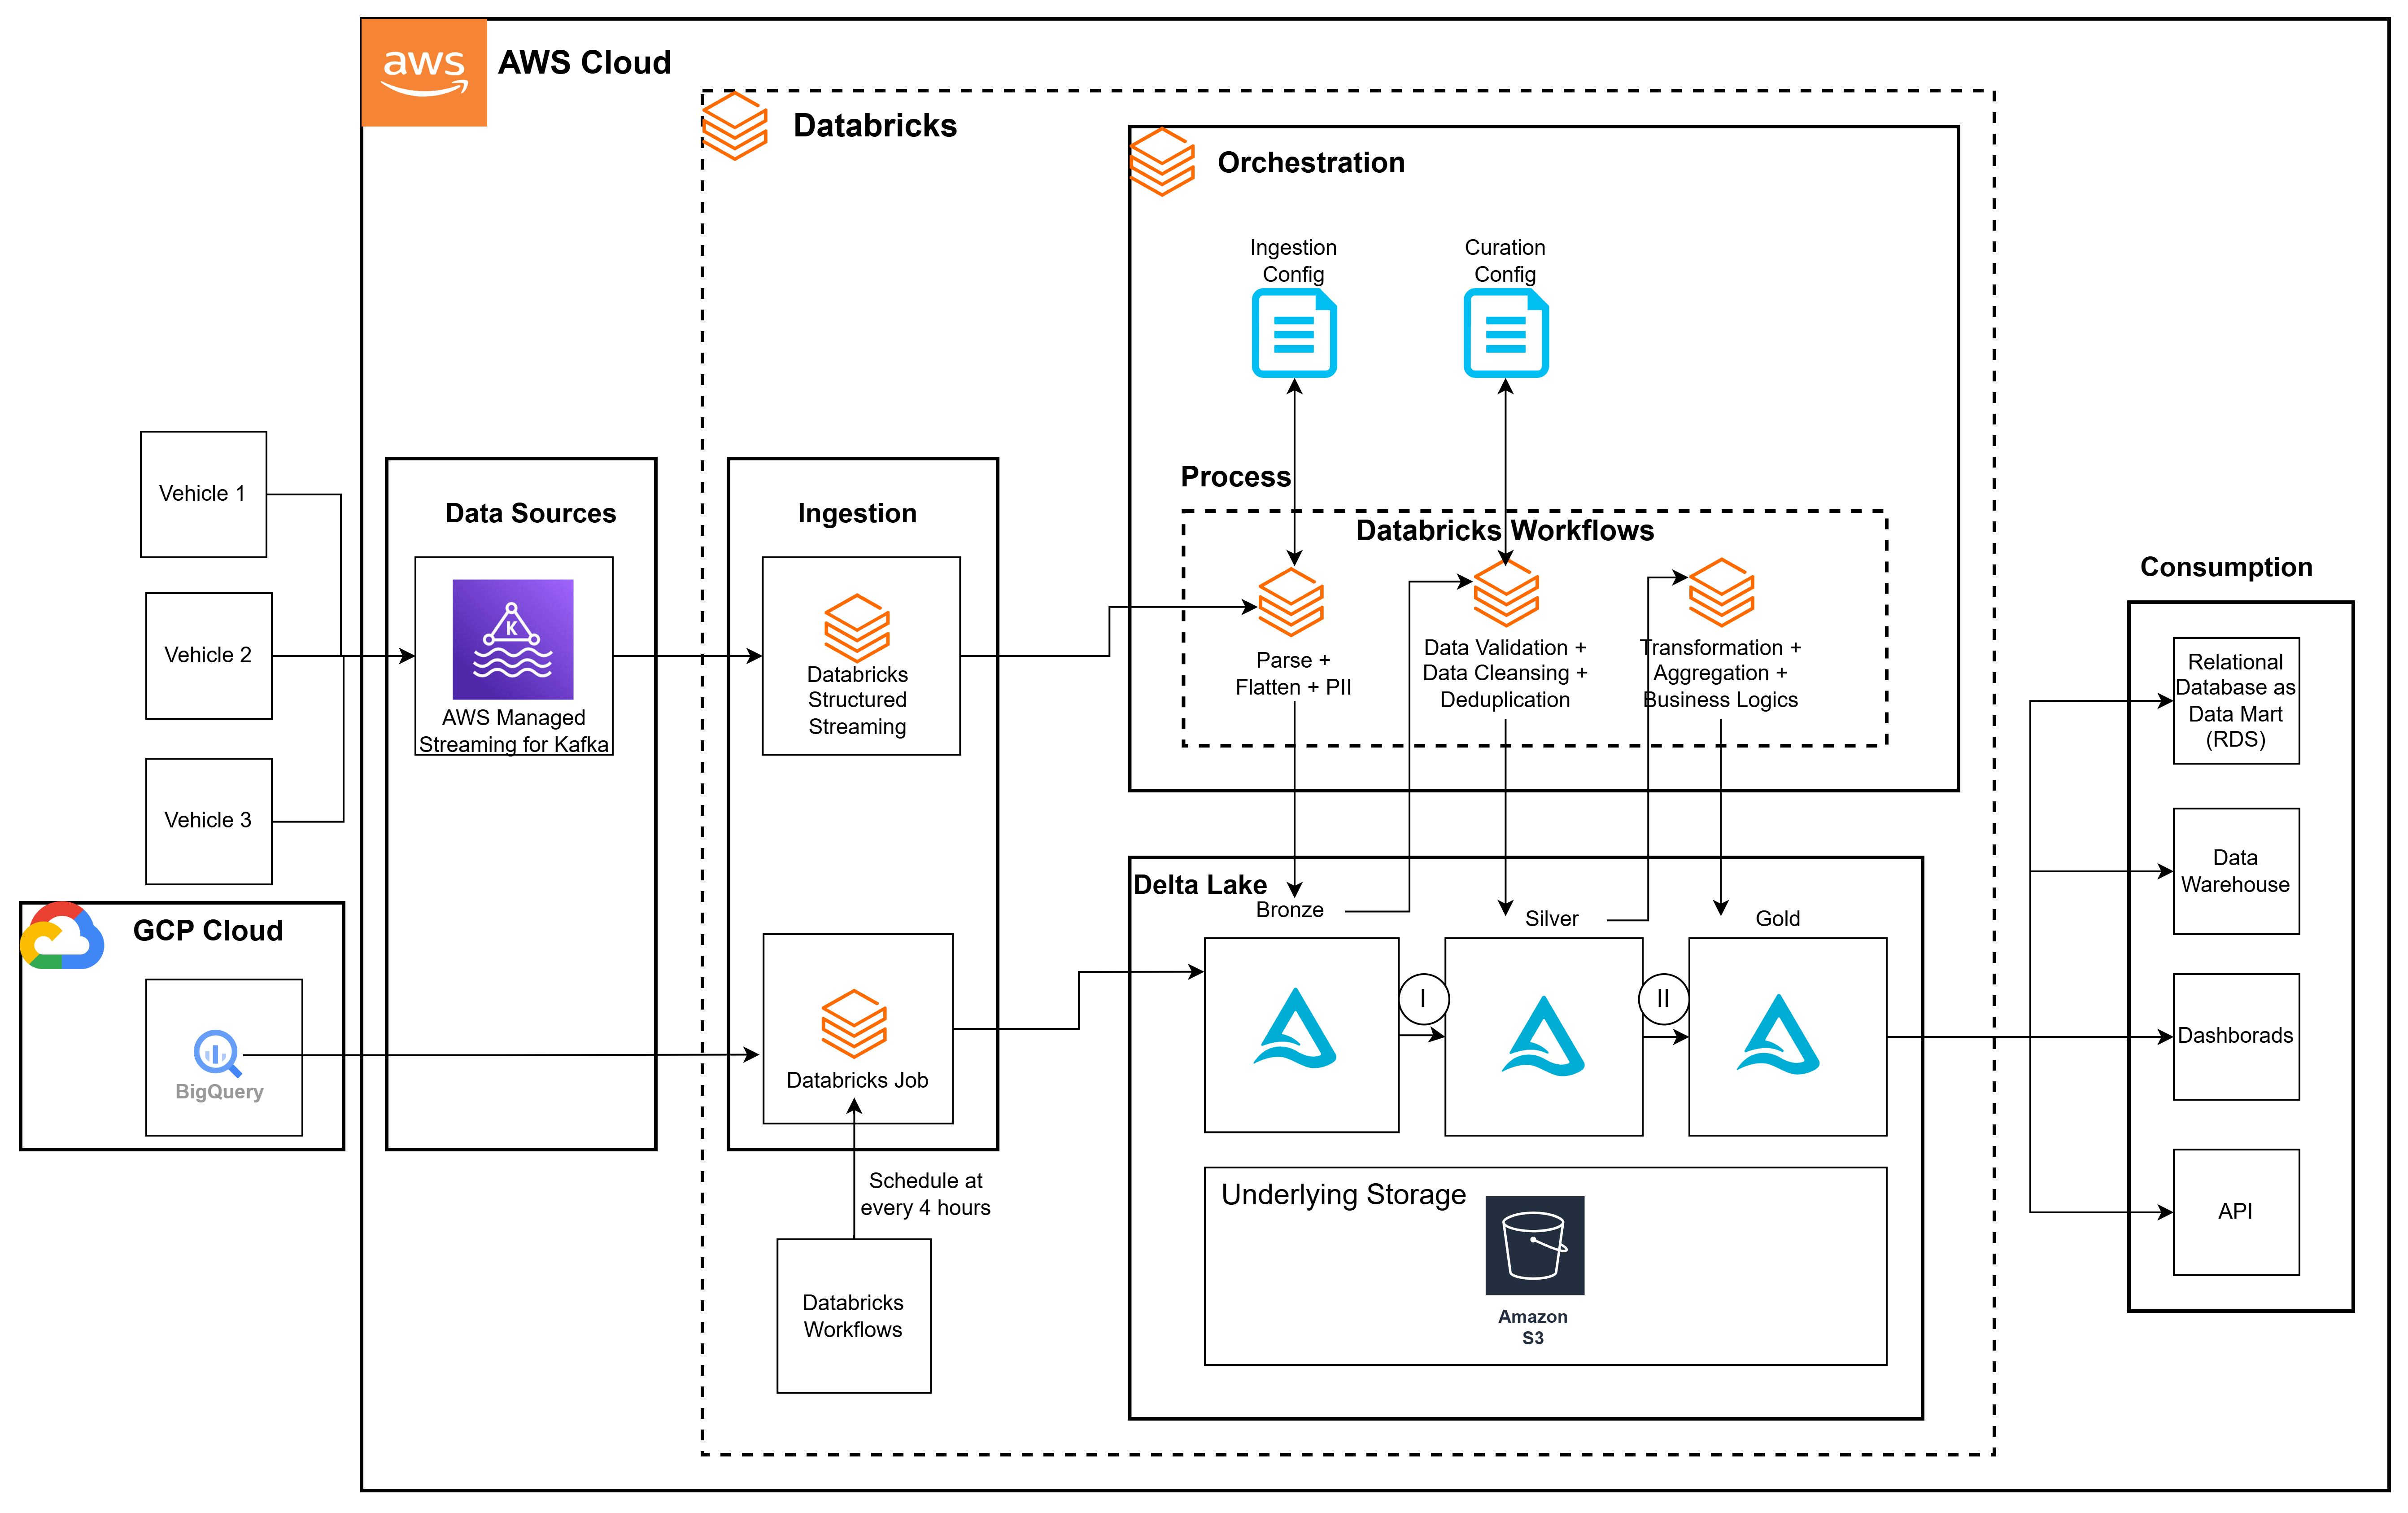 aws
AWS Cloud
Databricks
Orchestration
Ingestion
Config
Curation
Config
Process
Databricks Workflows
Vehicle 1
Vehicle 2
Vehicle 3
Data Sources
K
AWS Managed
Streaming for Kafka
Ingestion
Databricks
Structured
Streaming
Parse +
Flatten + PII
Data Validation +
Data Cleansing +
Deduplication
Transformation +
Aggregation +
Business Logics
Consumption
Relational
Database as
Data Mart
(RDS)
Data
Warehouse
Dashborads
API
GCP Cloud
BigQuery
Databricks Job
Schedule at
every 4 hours
Databricks
Workflows
Delta Lake
Bronze
Silver
Gold
I
II
Underlying Storage
Amazon
S3